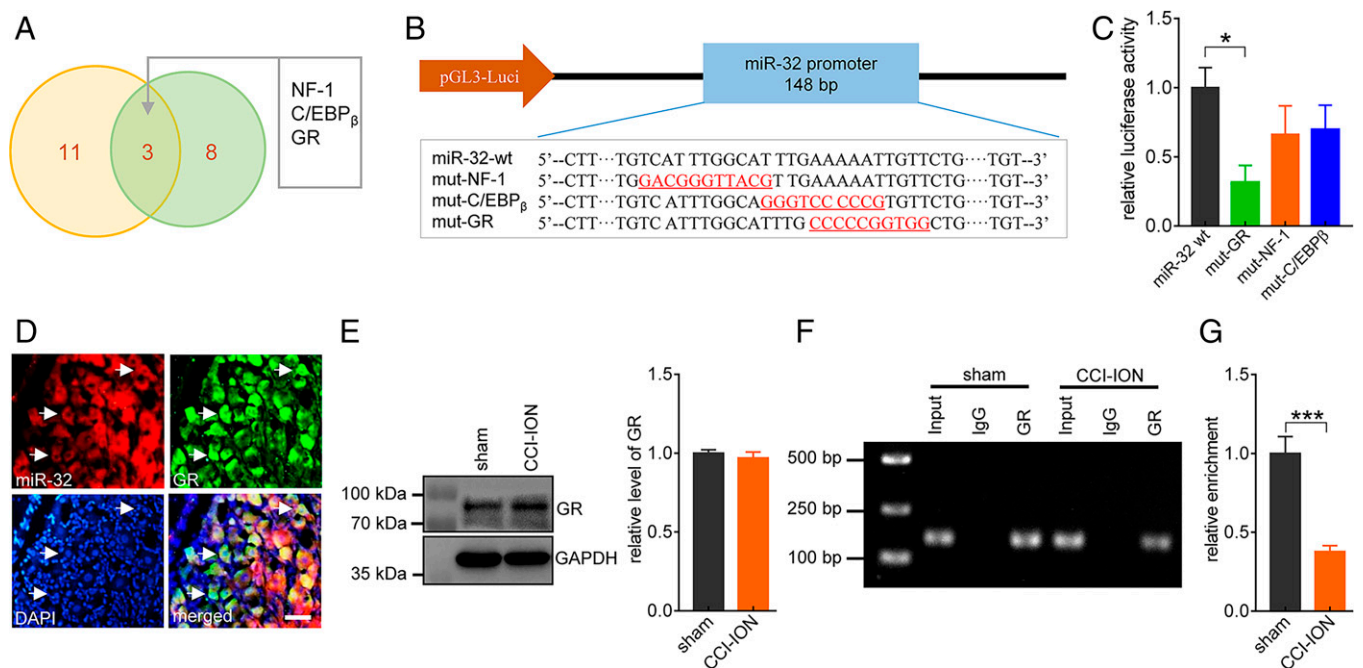 A
11
3
8
NF-1
C/EBPβ
GR
B
pGL3-Luci
miR-32 promoter
148 bp
miR-32-wt 5'--CTT···TGTCAT TTGGCAT TTGAAAAATTGTTCTG····TGT--3'
mut-NF-1 5'--CTT···TGGACGGGTTACGT TGAAAAATTGTTCTG····TGT--3'
mut-C/EBPβ 5'--CTT···TGTC ATTTGGCAGGGTCC CCCGTGTTCTG····TGT--3'
mut-GR 5'--CTT···TGTC ATTTGGCATTTG CCCCCGGTGGCTG····TGT--3'
C
relative luciferase activity
1.5
1.0
0.5
0.0
*
miR-32 wt
mut-GR
mut-NF-1
mut-C/EBPβ
D
miR-32
GR
DAPI
merged
E
sham
CCI-ION
100 kDa
70 kDa
35 kDa
GR
GAPDH
relative level of GR
1.5
1.0
0.5
0.0
sham
CCI-ION
F
sham
CCI-ION
Input
IgG
GR
Input
IgG
GR
500 bp
250 bp
100 bp
G
relative enrichment
1.5
1.0
0.5
0.0
***
sham
CCI-ION